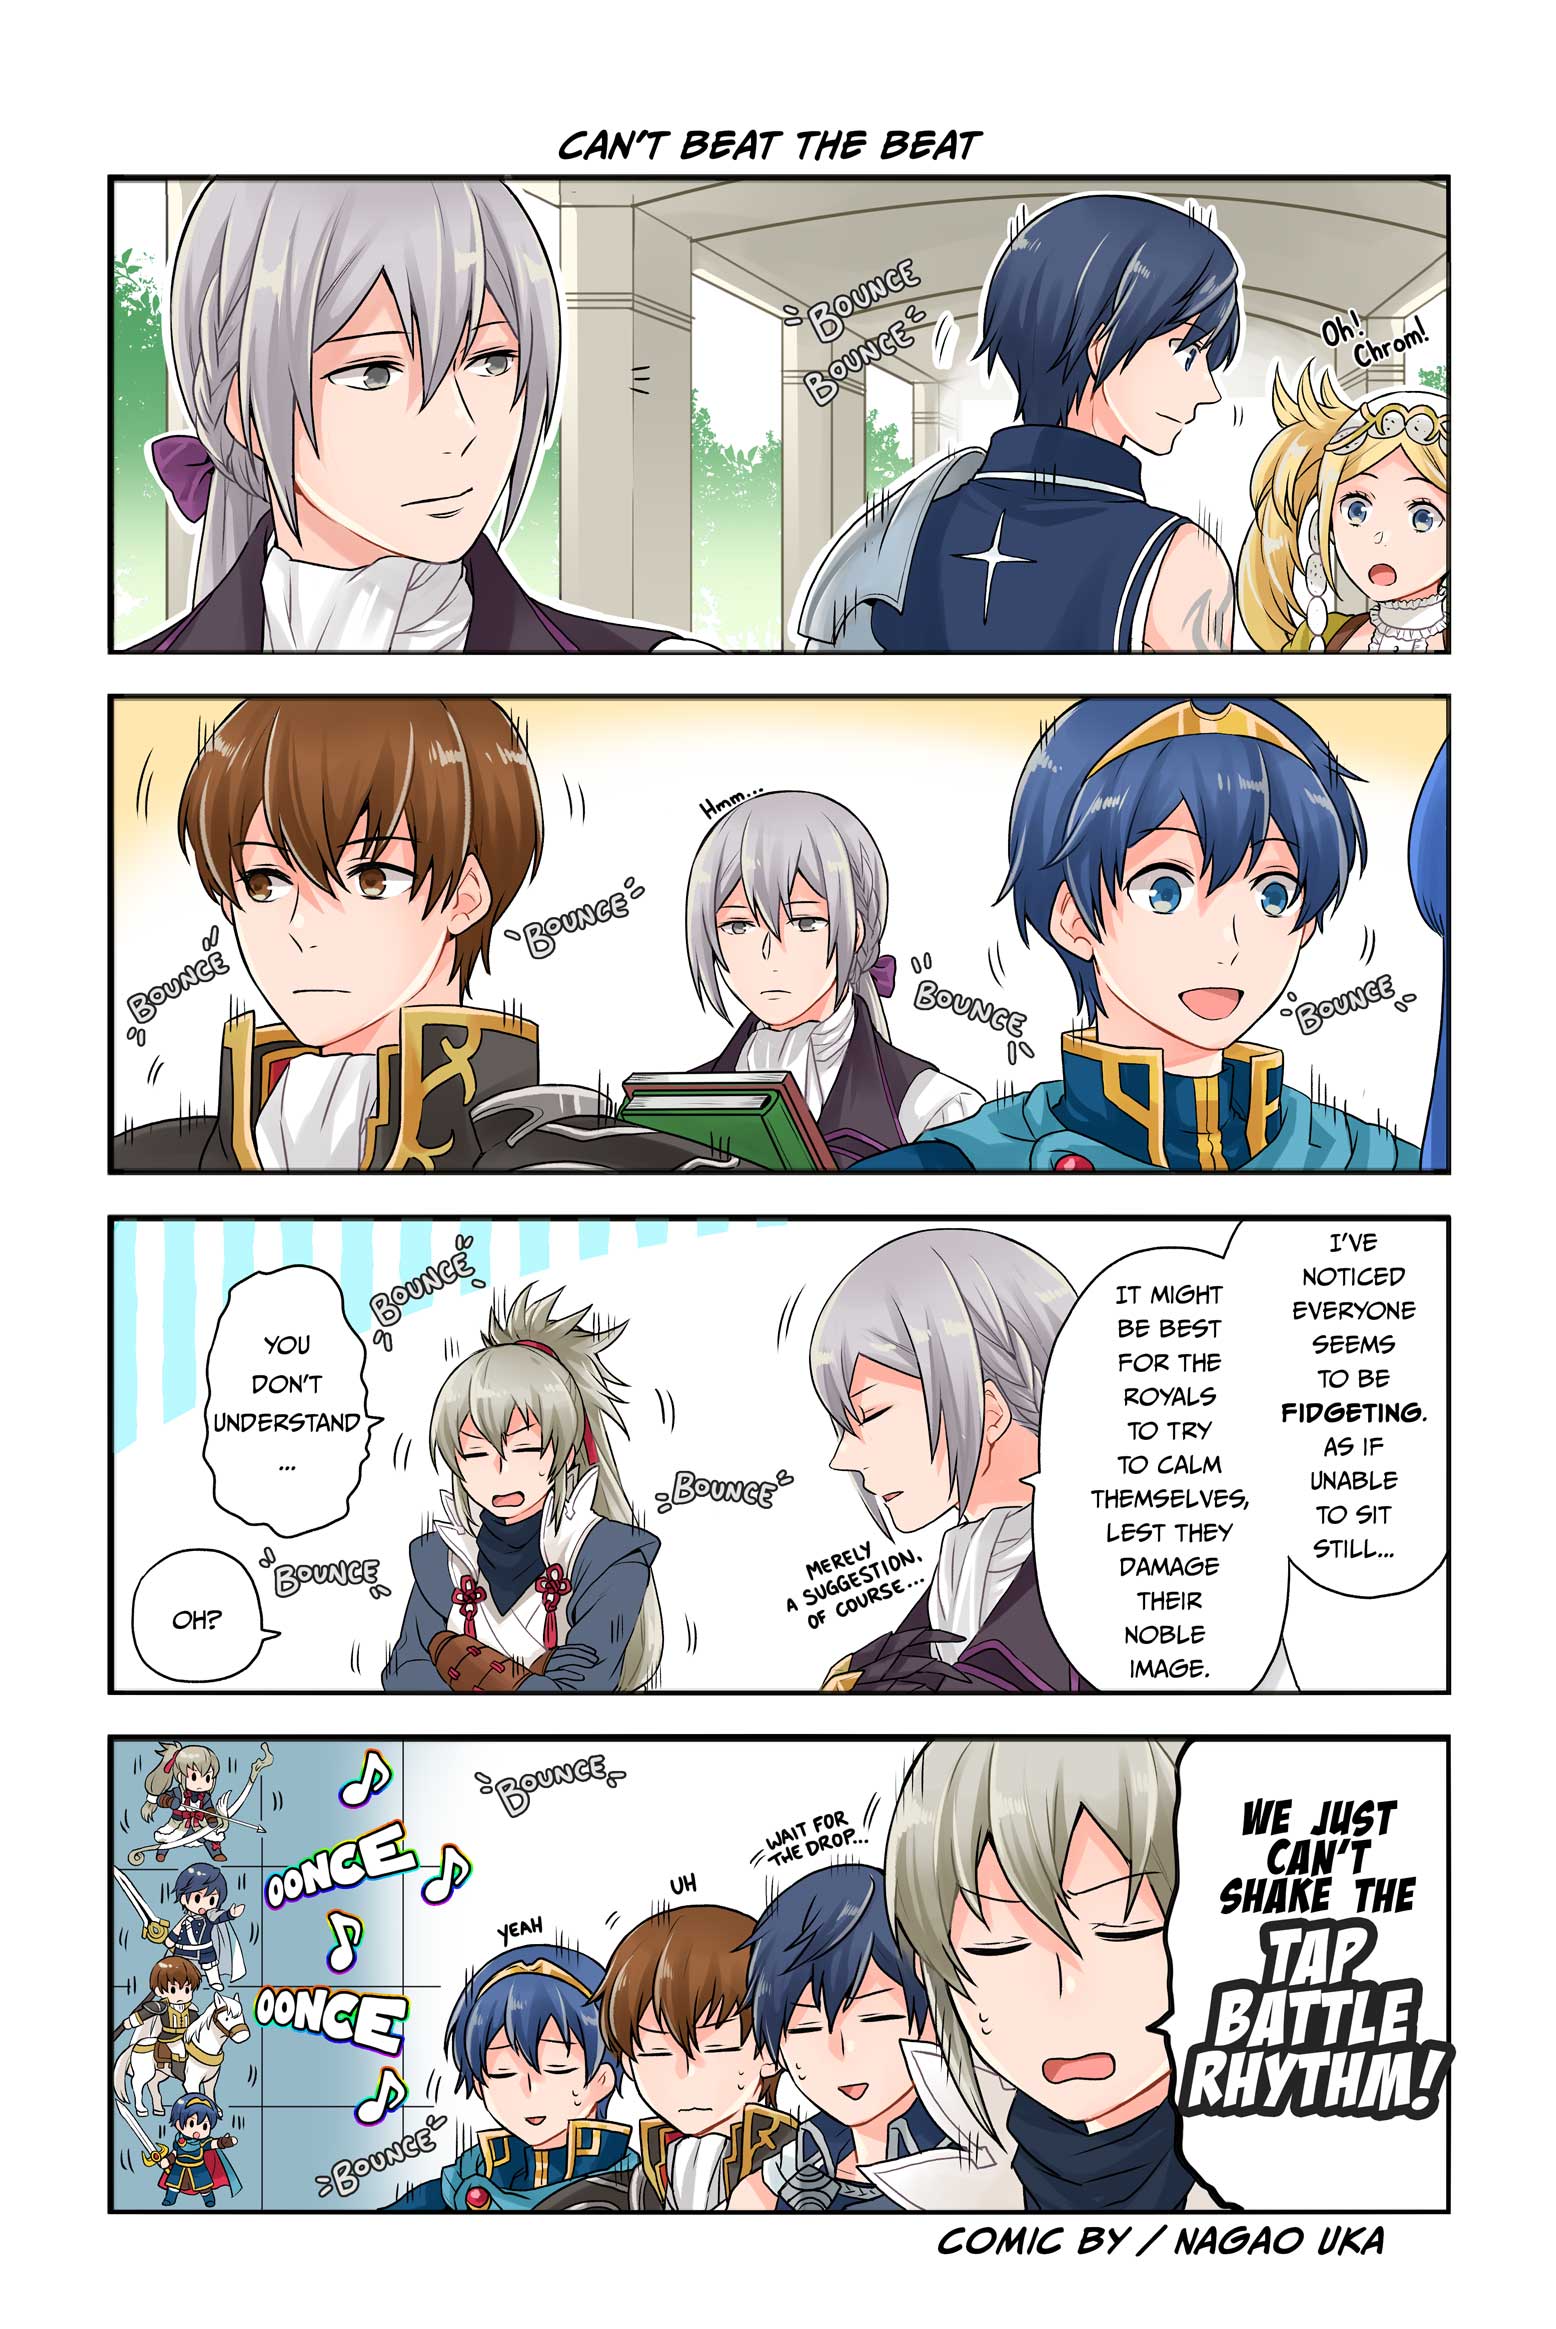 CAN'T BEAT THE BEAT
BOUNCE
BOUNCE
Oh!
Chrom!
Hmm...
BOUNCE
BOUNCE
BOUNCE
BOUNCE
I'VE
NOTICED
EVERYONE
SEEMS
TO BE
FIDGETING.
AS IF
UNABLE
TO SIT
STILL...
IT MIGHT
BE BEST
FOR THE
ROYALS
TO TRY
TO CALM
THEMSELVES,
LEST THEY
DAMAGE
THEIR
NOBLE
IMAGE.
MERELY
A SUGGESTION,
OF COURSE...
BOUNCE
BOUNCE
BOUNCE
YOU
DON'T
UNDERSTAND
...
OH?
WE JUST
CAN'T
SHAKE THE
TAP
BATTLE
RHYTHM!
WAIT FOR
THE DROP...
UH
YEAH
BOUNCE
OONCE
OONCE
BOUNCE
COMIC BY / NAGAO UKA